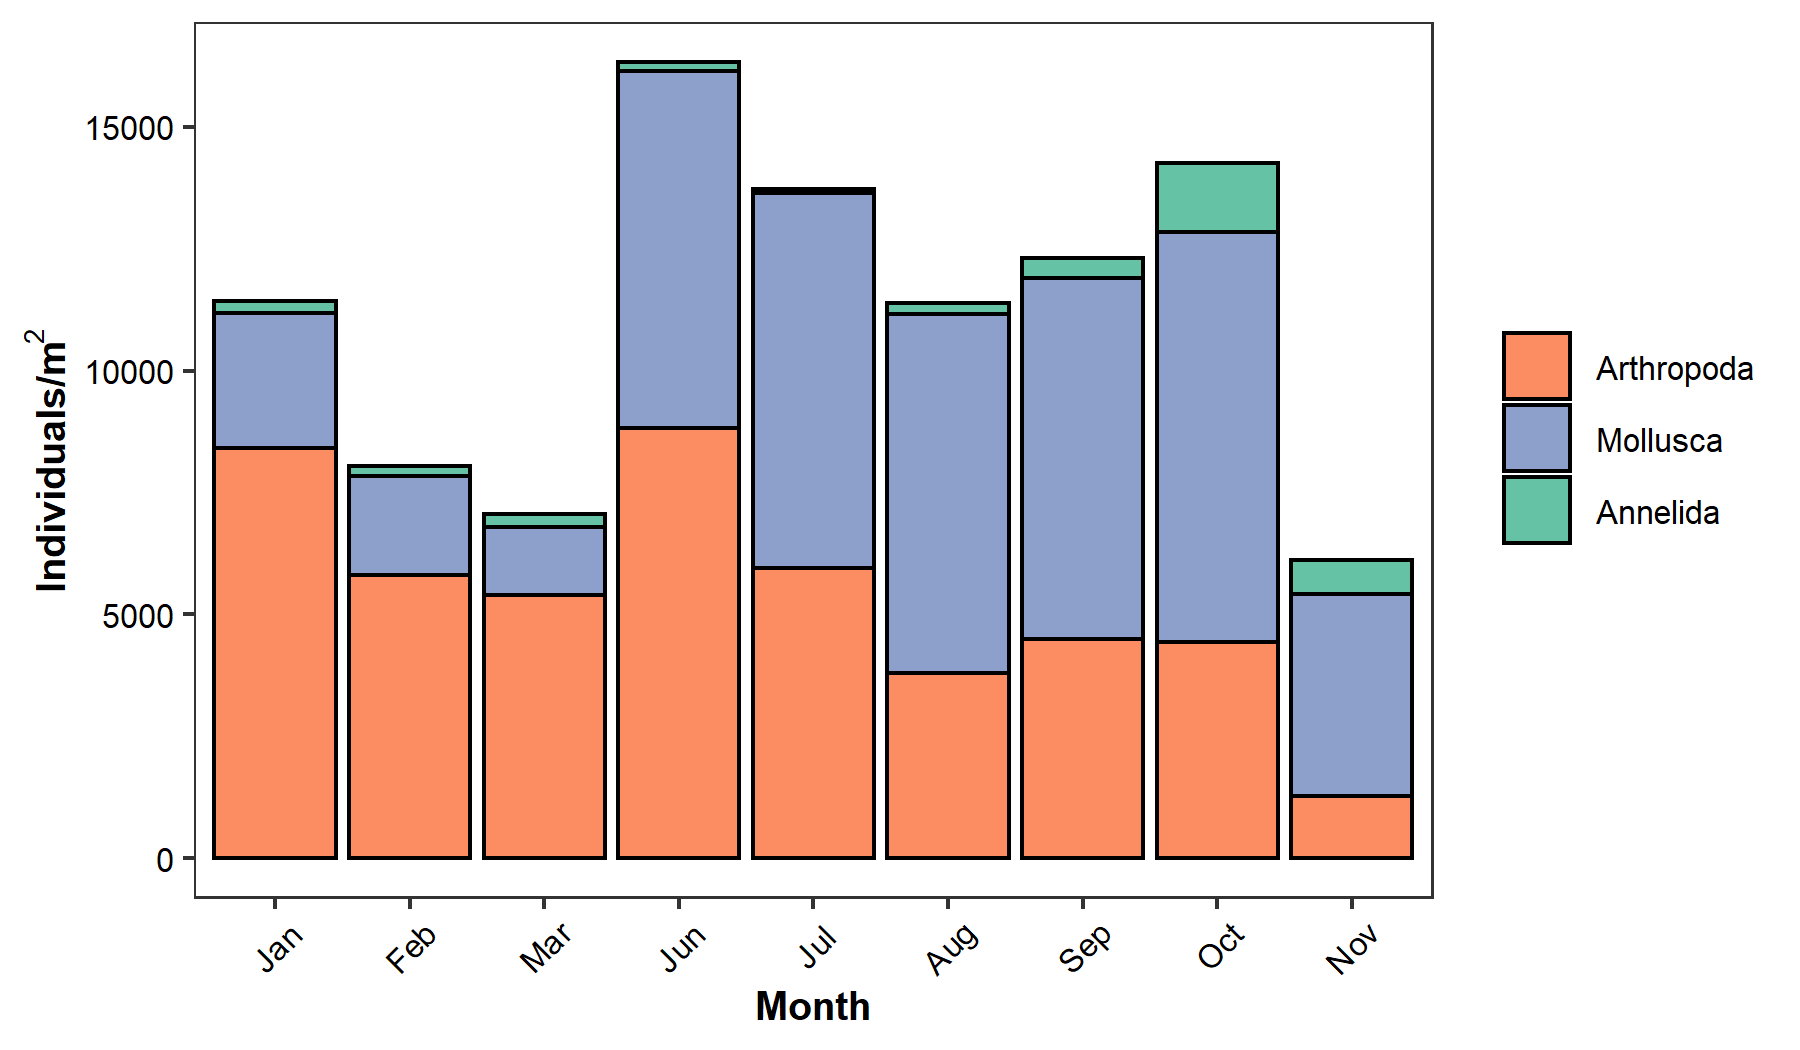 Individuals/m²
15000
10000
5000
0
Jan
Feb
Mar
Jun
Jul
Aug
Sep
Oct
Nov
Month
Arthropoda
Mollusca
Annelida